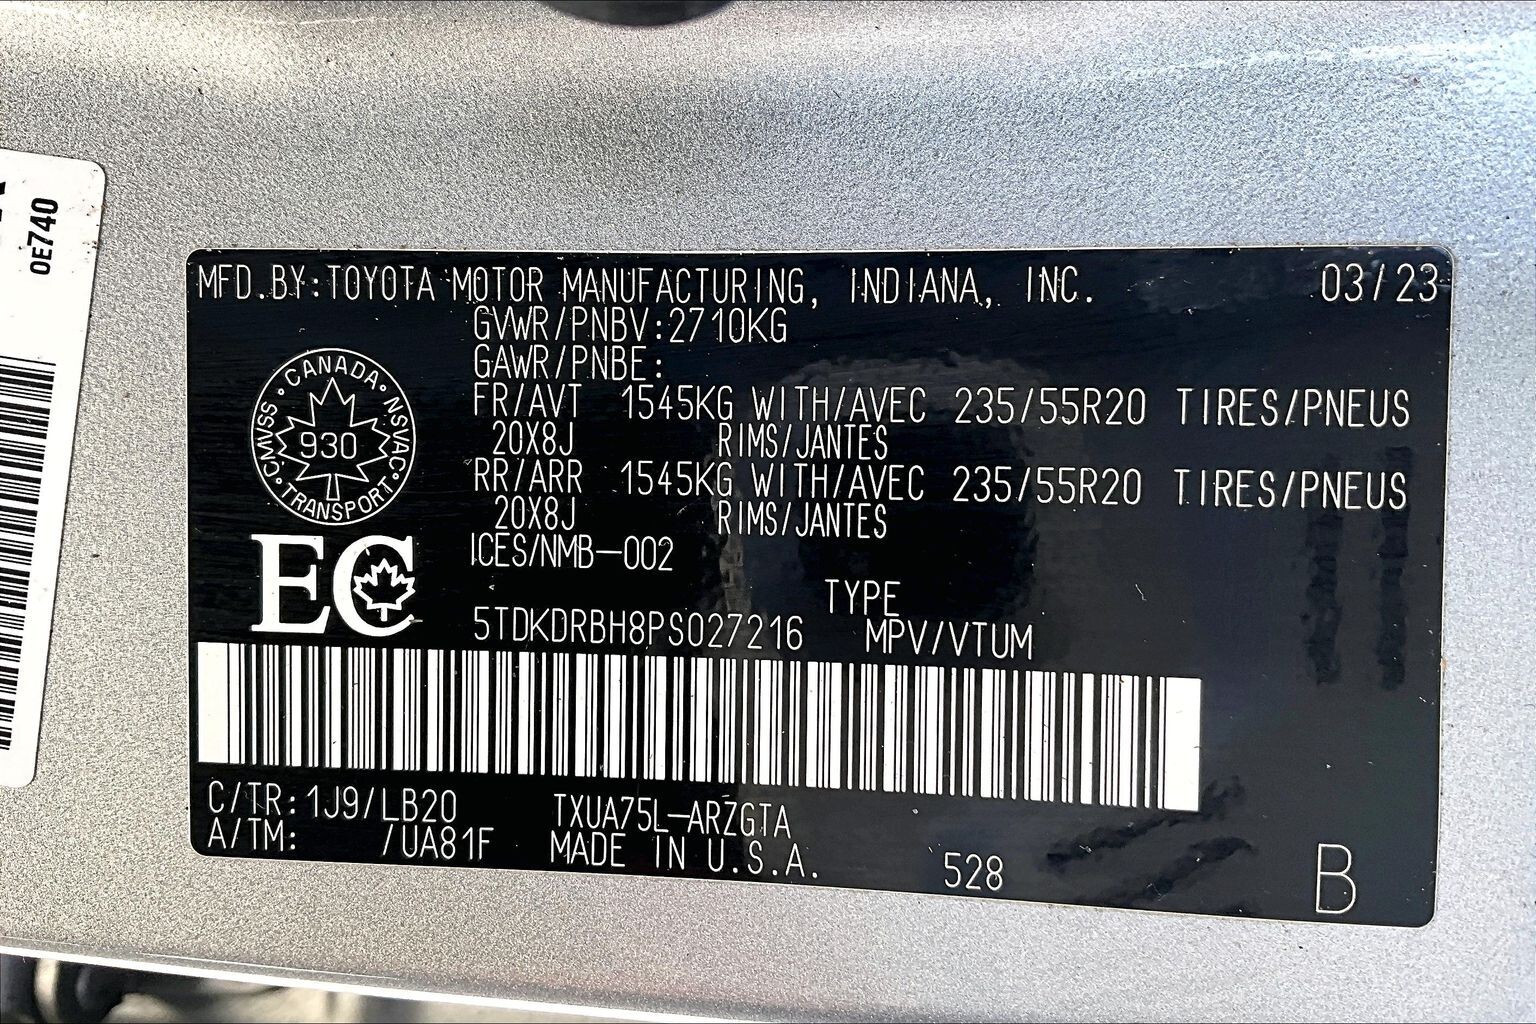 OE740
MFD.BY:TOYOTA MOTOR MANUFACTURING, INDIANA, INC. 03/23
GVWR/PNBV:2710KG
GAWR/PNBE:
FR/AVT 1545KG WITH/AVEC 235/55R20 TIRES/PNEUS
20X8J RIMS/JANTES
RR/ARR 1545KG WITH/AVEC 235/55R20 TIRES/PNEUS
20X8J RIMS/JANTES
ICES/NMB-002
CANADA · NSVAC · TRANSPORT · CMVSS ·
930
EC
TYPE
5TDKDRBH8PS027216 MPV/VTUM
C/TR:1J9/LB20 TXUA75L-ARZGTA
A/TM: /UA81F MADE IN U.S.A. 528 B